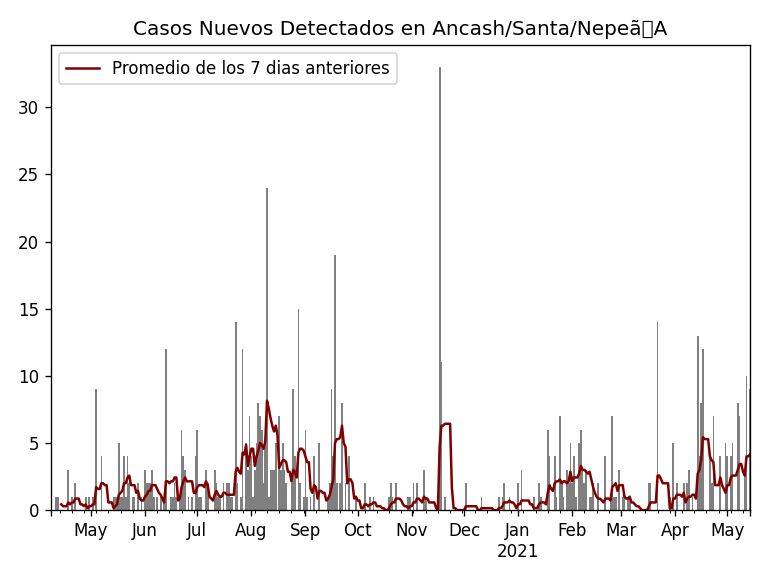 Casos Nuevos Detectados en Ancash/Santa/Nepeã▯A
Promedio de los 7 dias anteriores
30
25
20
15
10
5
0
May Jun Jul Aug Sep Oct Nov Dec Jan Feb Mar Apr May
2021